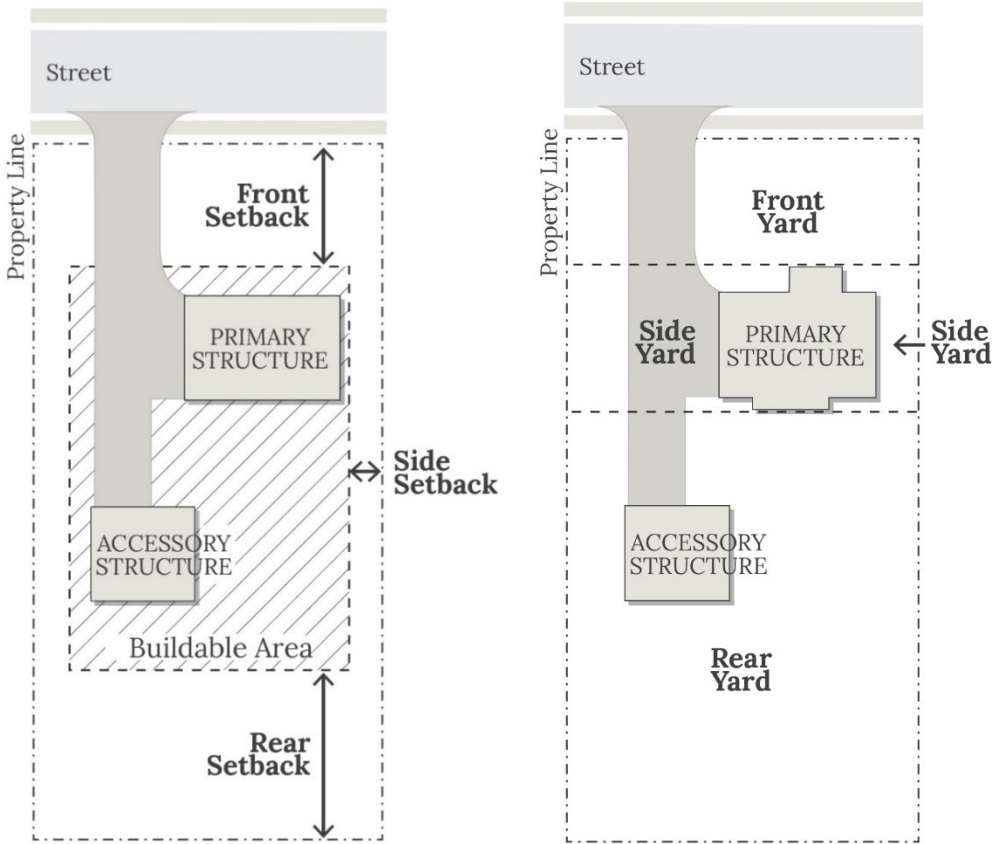 Street
Property Line
Front
Setback
PRIMARY
STRUCTURE
Side
Setback
ACCESSORY
STRUCTURE
Buildable Area
Rear
Setback
Street
Property Line
Front
Yard
Side
Yard
PRIMARY
STRUCTURE
Side
Yard
ACCESSORY
STRUCTURE
Rear
Yard